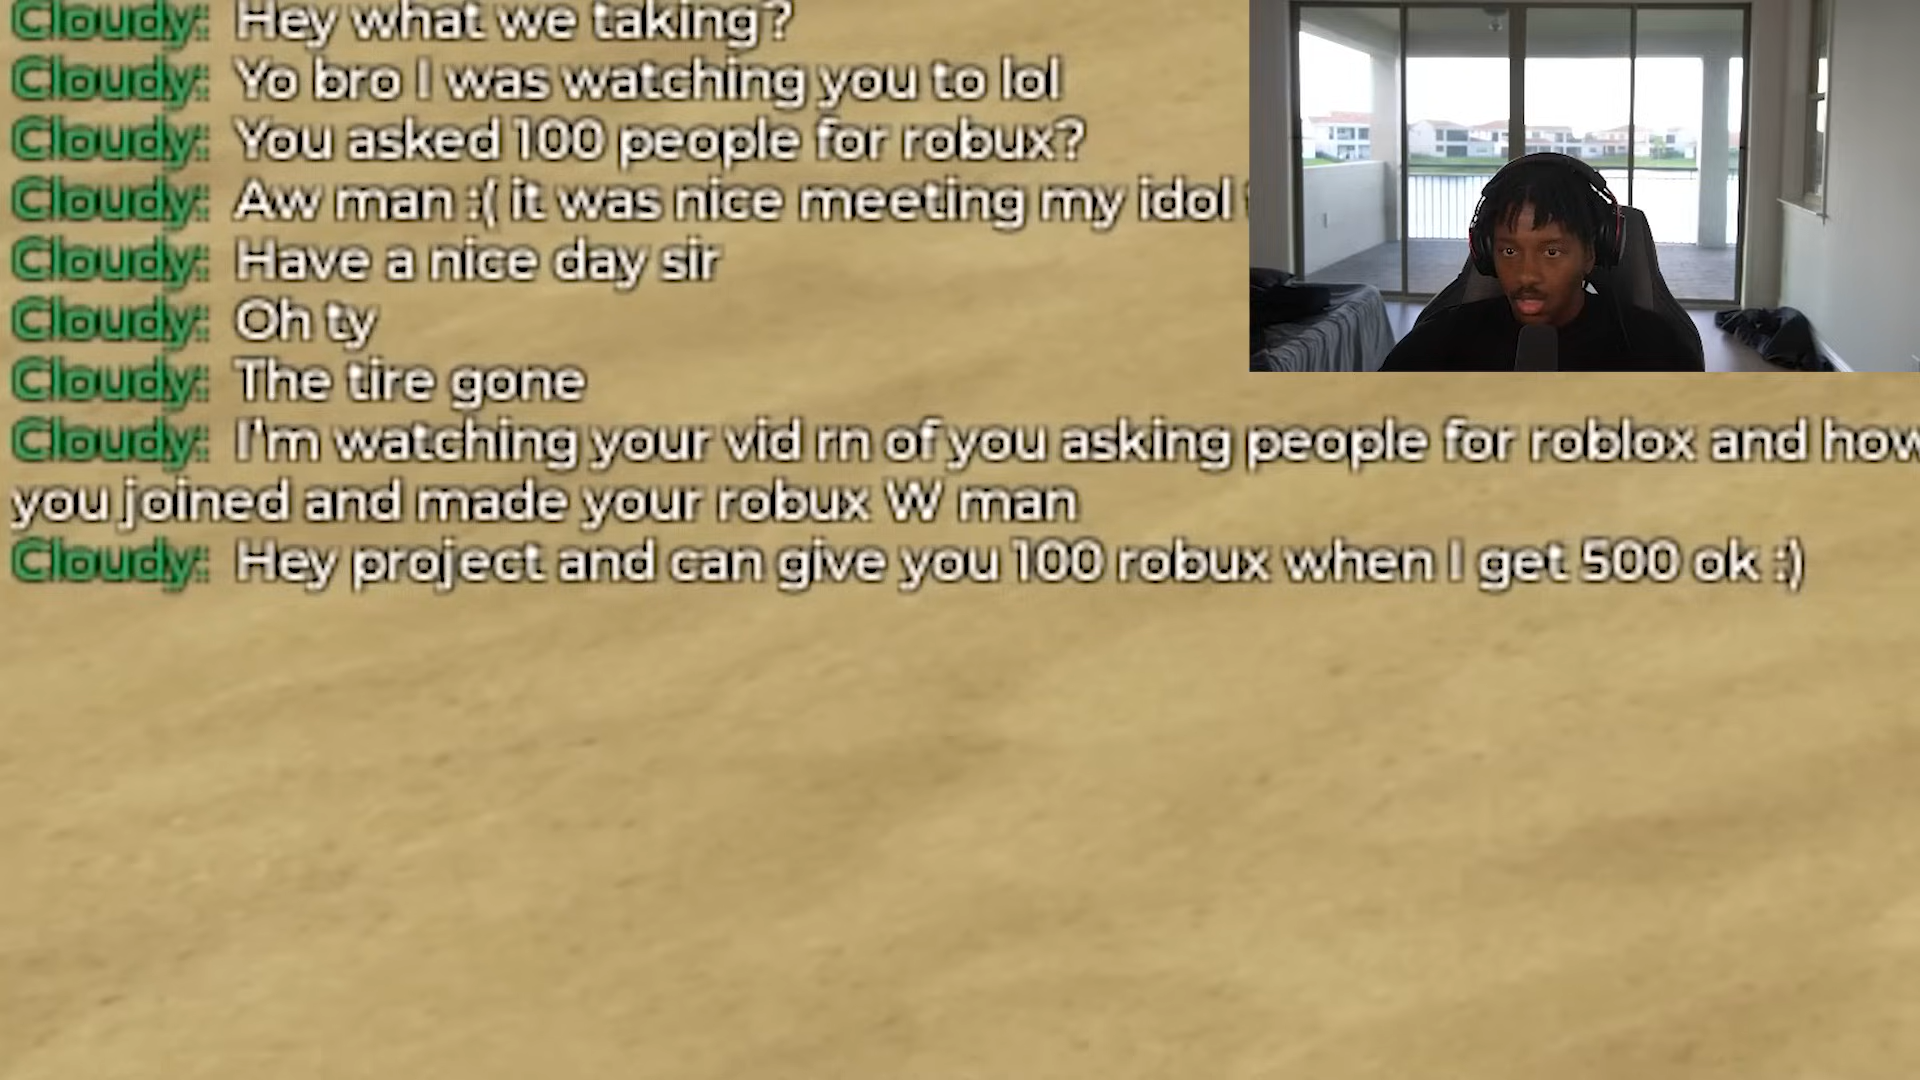 Cloudy: Hey what we taking?
Cloudy: Yo bro I was watching you to lol
Cloudy: You asked 100 people for robux?
Cloudy: Aw man :( it was nice meeting my idol
Cloudy: Have a nice day sir
Cloudy: Oh ty
Cloudy: The tire gone
Cloudy: I'm watching your vid rn of you asking people for roblox and how
you joined and made your robux W man
Cloudy: Hey project and can give you 100 robux when I get 500 ok :)